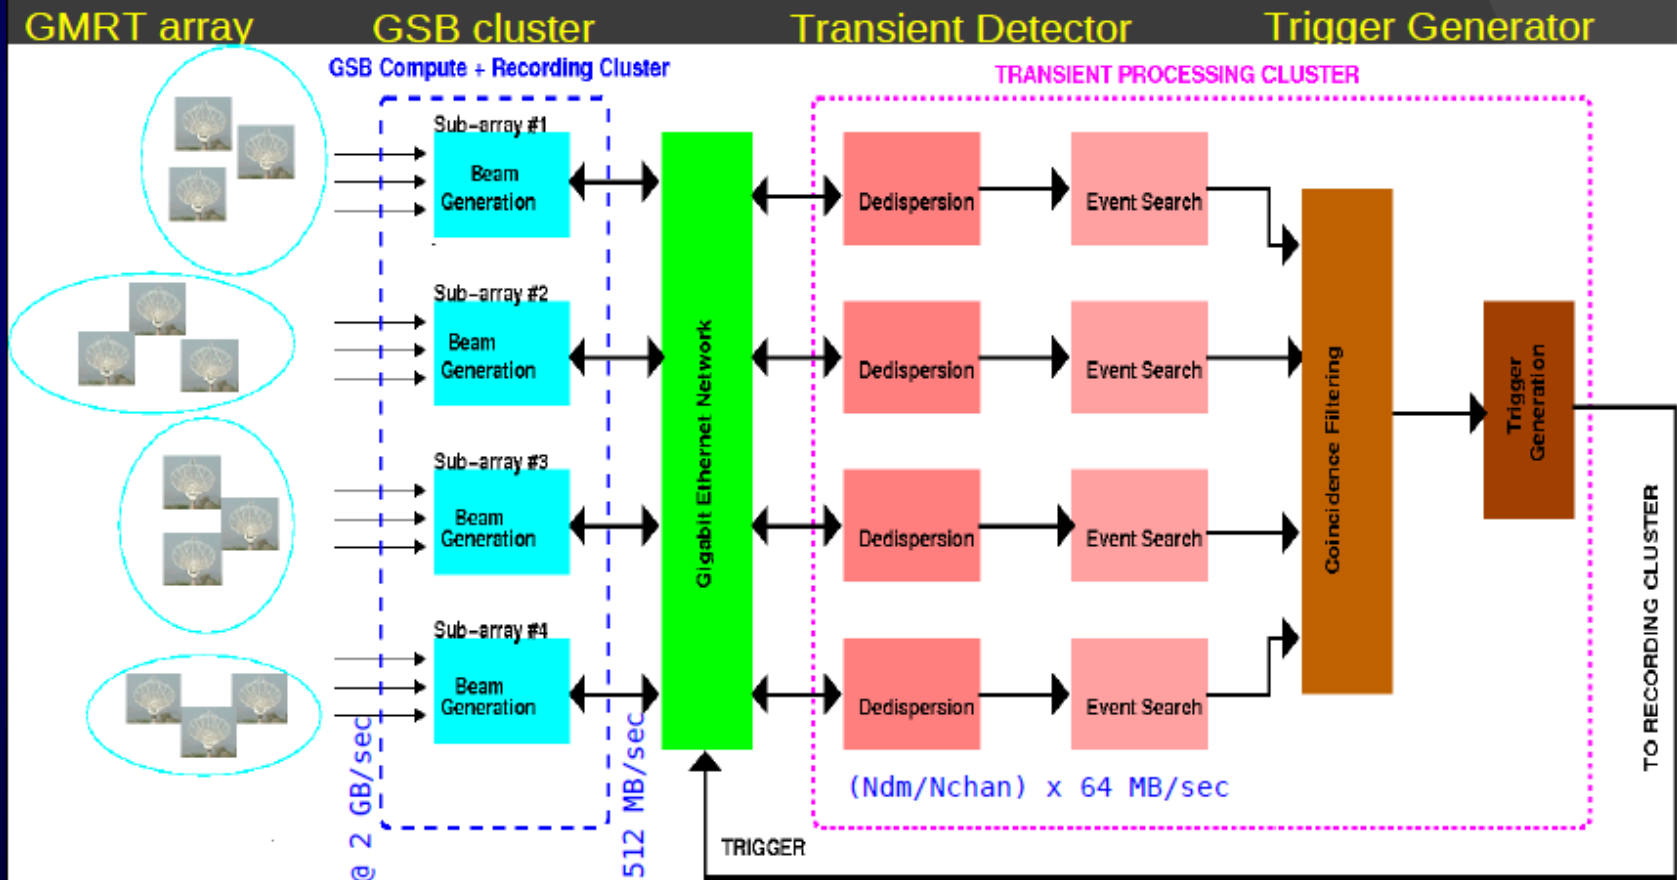 GMRT array
GSB cluster
Transient Detector
Trigger Generator
GSB Compute + Recording Cluster
TRANSIENT PROCESSING CLUSTER
Sub-array #1
Beam
Generation
Sub-array #2
Beam
Generation
Sub-array #3
Beam
Generation
Sub-array #4
Beam
Generation
@ 2 GB/sec
512 MB/sec
Gigabit Ethernet Network
Dedispersion
Event Search
Dedispersion
Event Search
Dedispersion
Event Search
Dedispersion
Event Search
(Ndm/Nchan) x 64 MB/sec
Coincidence Filtering
Trigger
Generation
TO RECORDING CLUSTER
TRIGGER